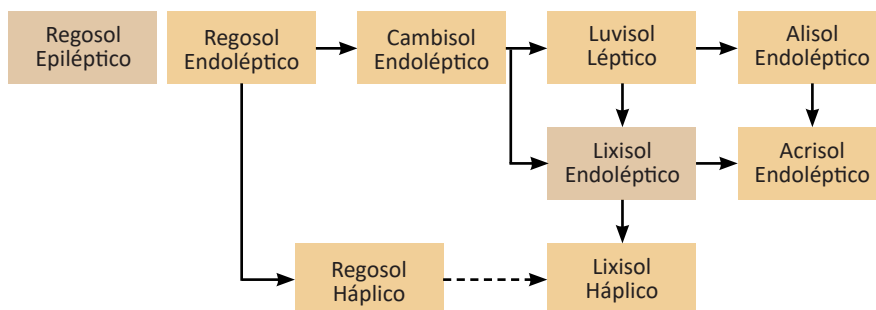 Regosol
Epiléptico
Regosol
Endoléptico
Cambisol
Endoléptico
Luvisol
Léptico
Alisol
Endoléptico
Lixisol
Endoléptico
Acrisol
Endoléptico
Regosol
Háplico
Lixisol
Háplico